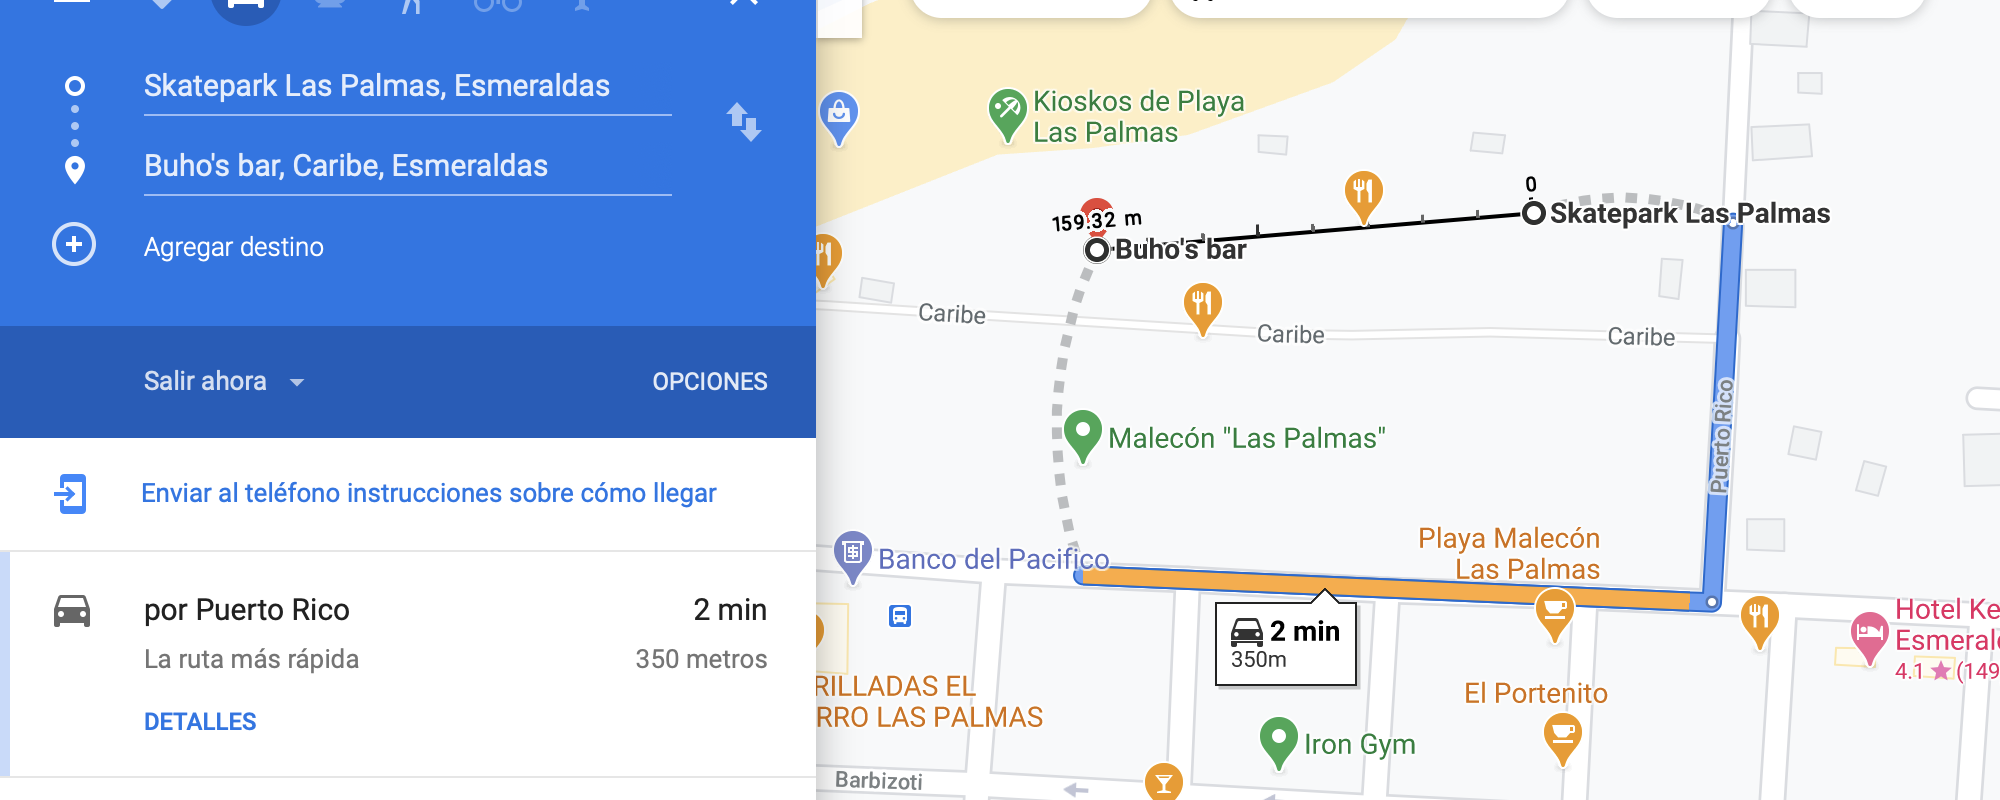 Skatepark Las Palmas, Esmeraldas
Buho's bar, Caribe, Esmeraldas
Agregar destino
Salir ahora
OPCIONES
Enviar al teléfono instrucciones sobre cómo llegar
por Puerto Rico
2 min
La ruta más rápida
350 metros
DETALLES
Kioskos de Playa
Las Palmas
0
159.32 m
Skatepark Las Palmas
Buho's bar
Caribe
Caribe
Caribe
Puerto Rico
Malecón "Las Palmas"
Playa Malecón
Las Palmas
Banco del Pacifico
2 min
350m
Hotel Ke
Esmeral
4.1 (149
RILLADAS EL
RRO LAS PALMAS
El Portenito
Iron Gym
Barbizoti